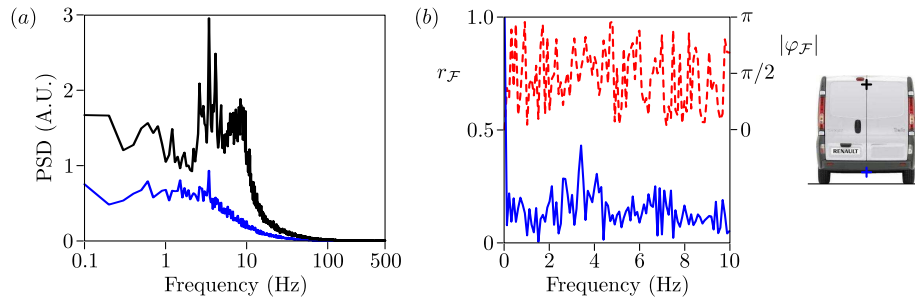 (a)
3
2
1
0
PSD (A.U.)
0.1 1 10 100 500
Frequency (Hz)
(b)
1.0
0.5
0
r_F
π
π/2
0
|φ_F|
0 2 4 6 8 10
Frequency (Hz)
RENAULT